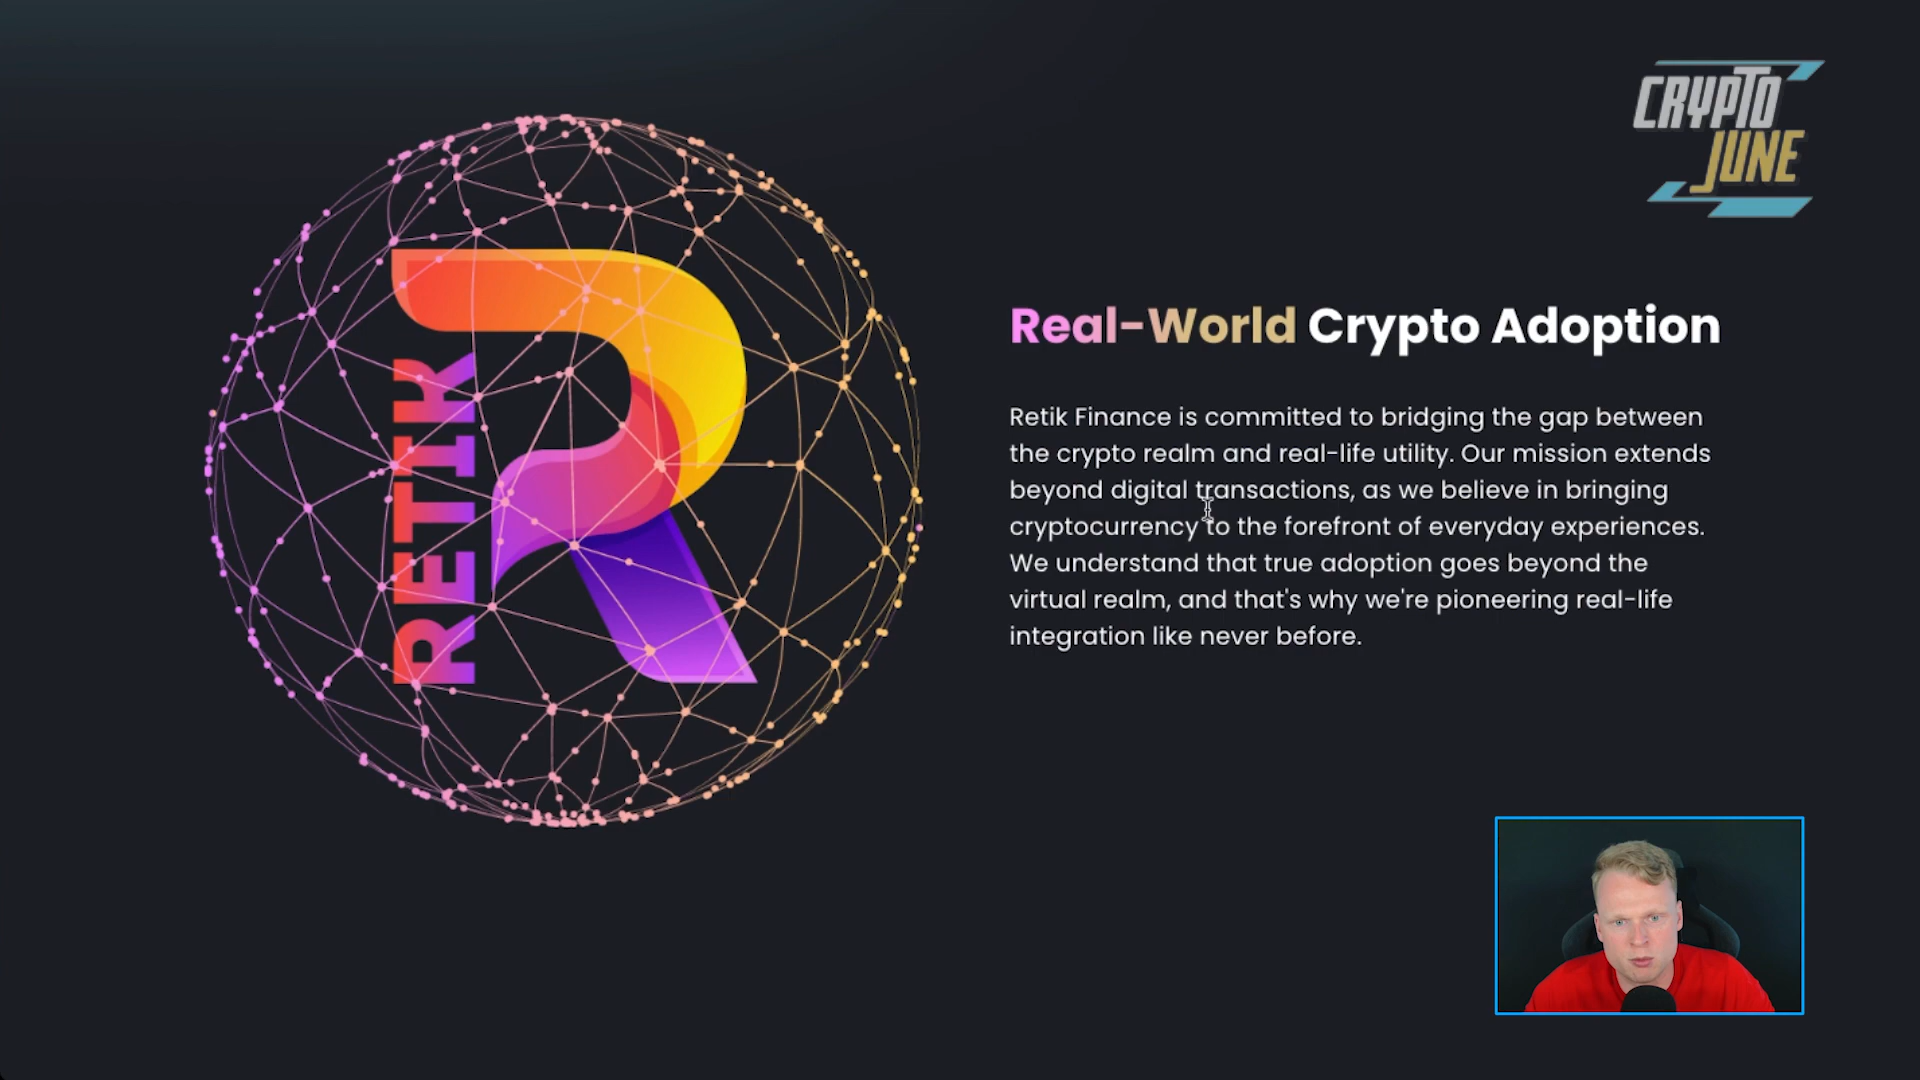 CRYPTO
JUNE
RETIK
Real-World Crypto Adoption
Retik Finance is committed to bridging the gap between
the crypto realm and real-life utility. Our mission extends
beyond digital transactions, as we believe in bringing
cryptocurrency to the forefront of everyday experiences.
We understand that true adoption goes beyond the
virtual realm, and that's why we're pioneering real-life
integration like never before.